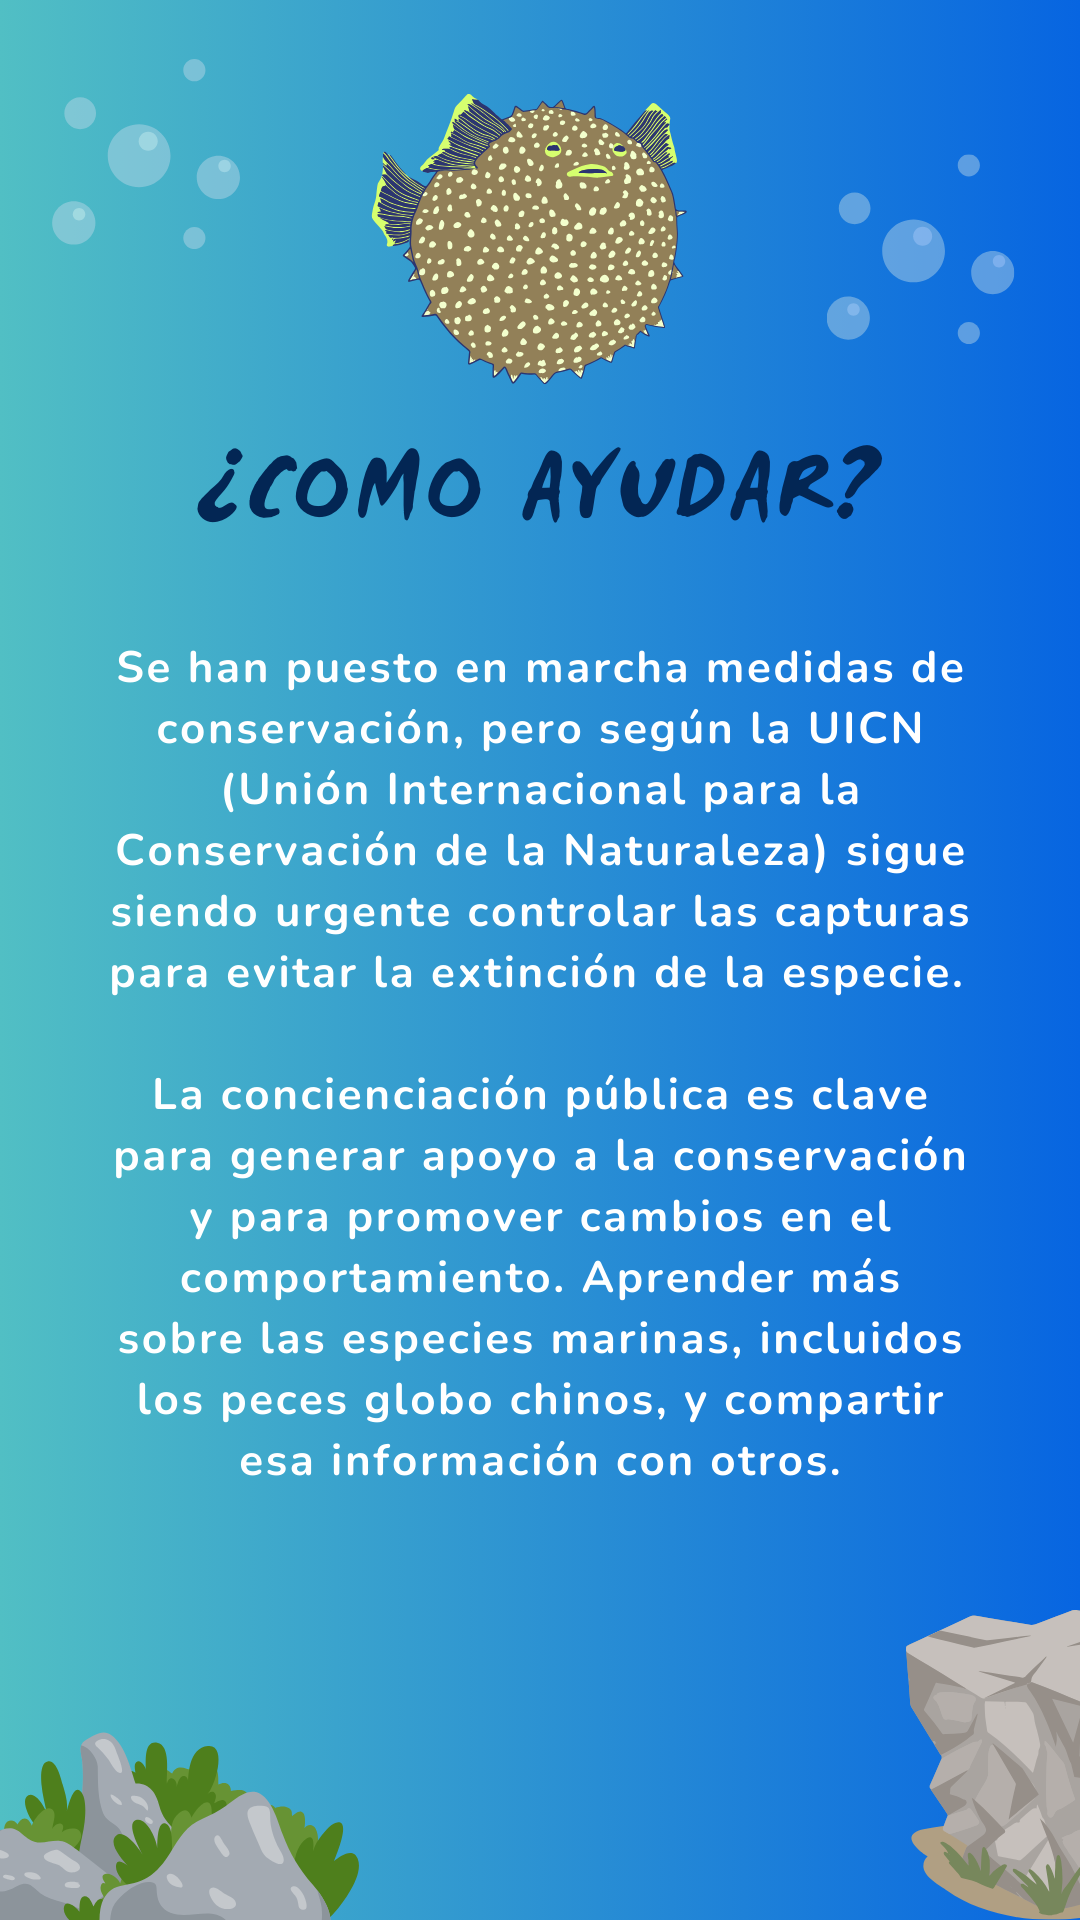 ¿COMO AYUDAR?
Se han puesto en marcha medidas de
conservación, pero según la UICN
(Unión Internacional para la
Conservación de la Naturaleza) sigue
siendo urgente controlar las capturas
para evitar la extinción de la especie.
La concienciación pública es clave
para generar apoyo a la conservación
y para promover cambios en el
comportamiento. Aprender más
sobre las especies marinas, incluidos
los peces globo chinos, y compartir
esa información con otros.